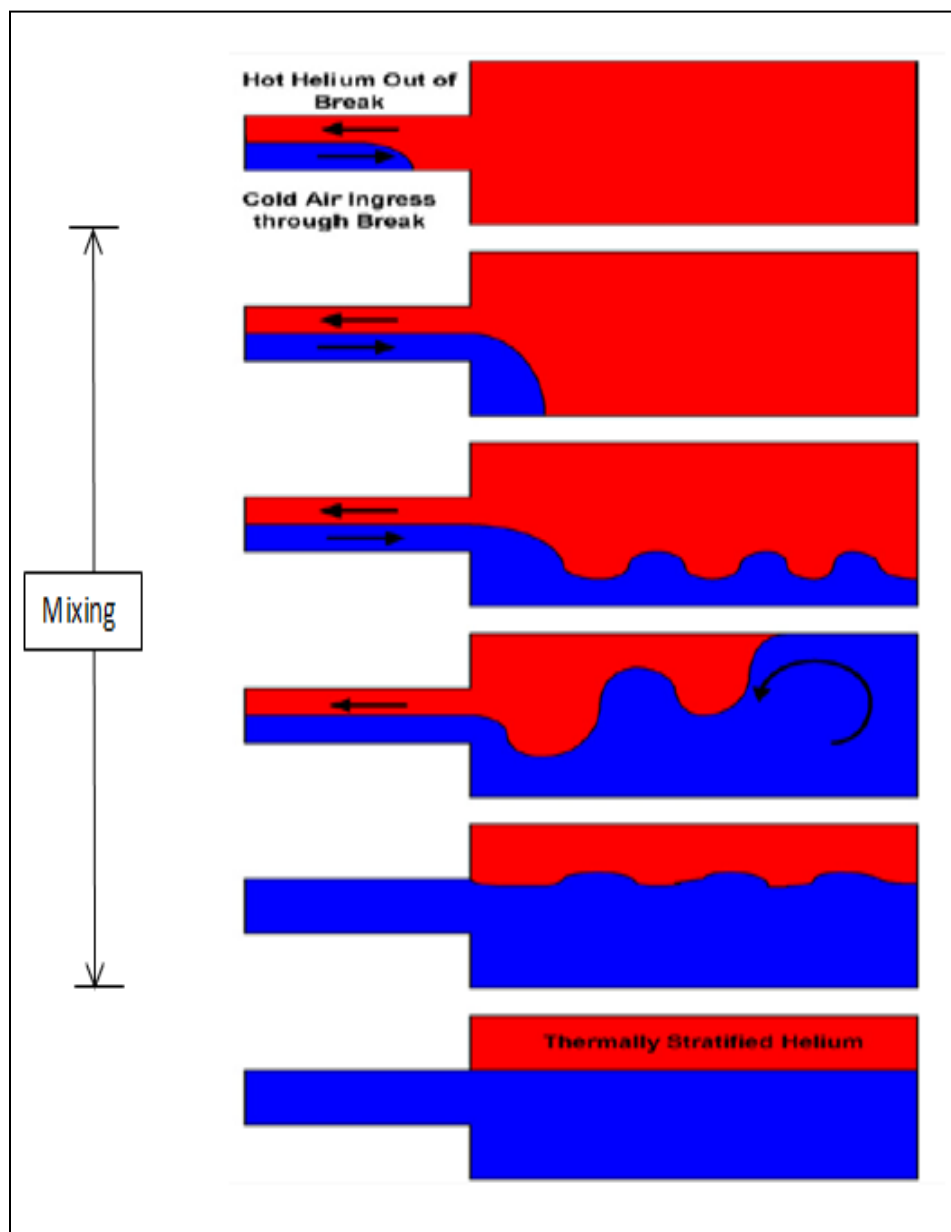 Hot Helium Out of
Break
Cold Air Ingress
through Break
Mixing
Thermally Stratified Helium